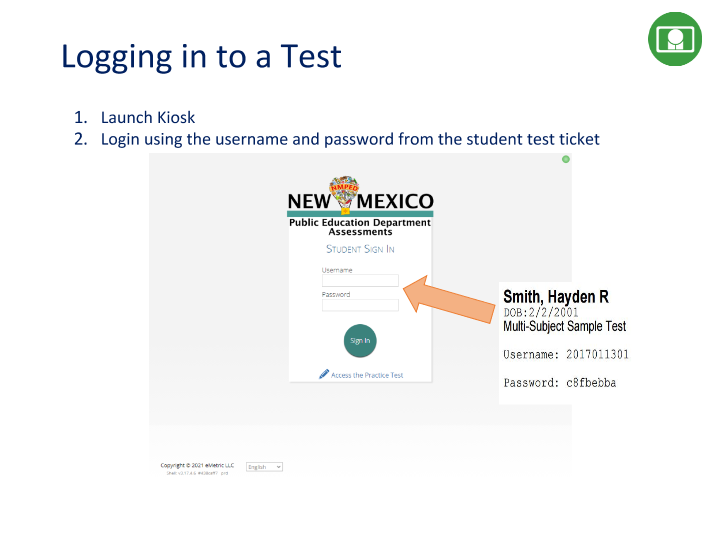 Logging in to a Test
1. Launch Kiosk
2. Login using the username and password from the student test ticket
NMPED
NEW MEXICO
Public Education Department
Assessments
Student Sign In
Username
Password
Sign In
Access the Practice Test
Smith, Hayden R
DOB:2/2/2001
Multi-Subject Sample Test
Username: 2017011301
Password: c8fbebba
Copyright © 2021 eMetric LLC
English